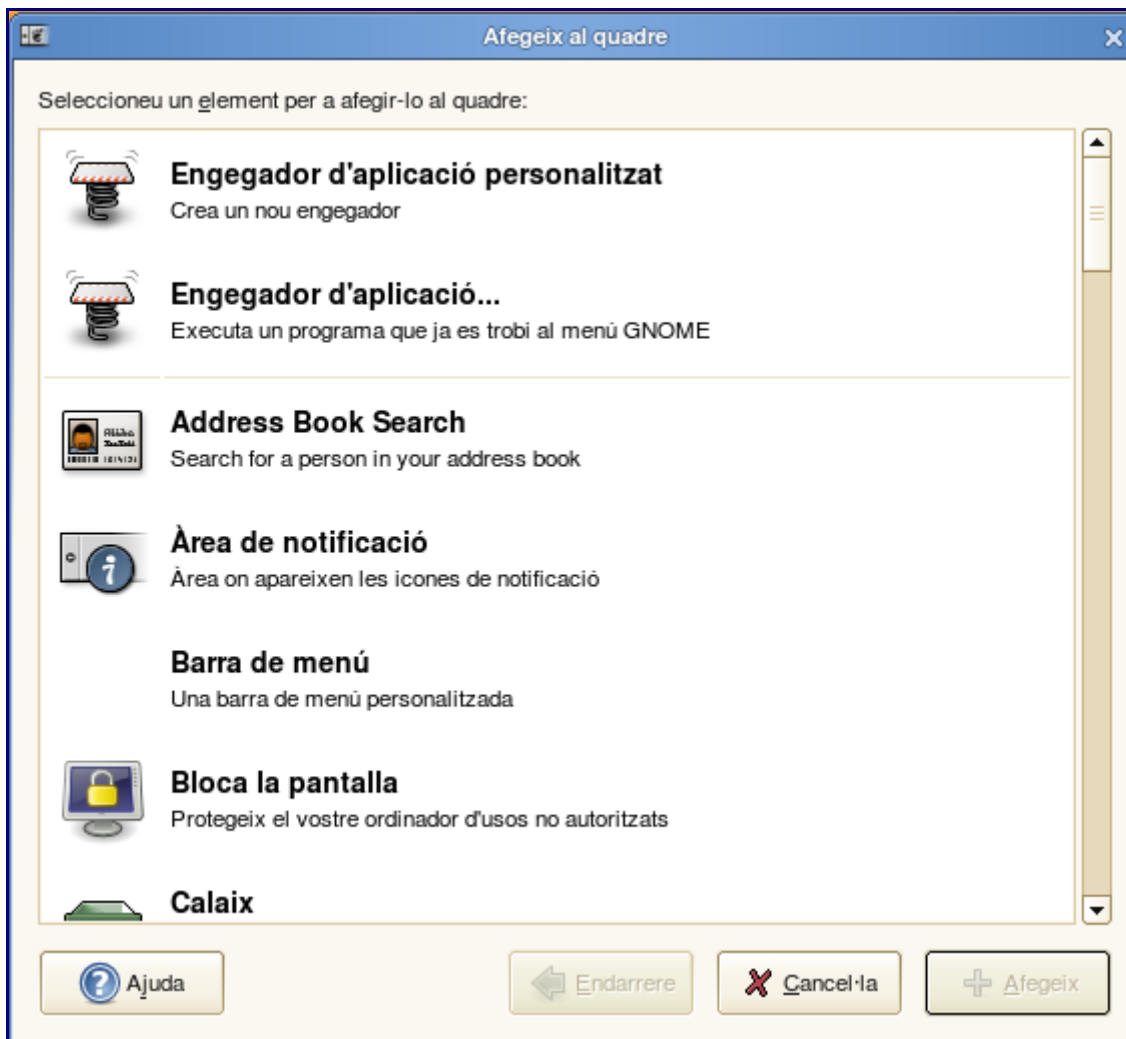 Afegeix al quadre
Seleccioneu un element per a afegir-lo al quadre:
Engegador d'aplicació personalitzat
Crea un nou engegador
Engegador d'aplicació...
Executa un programa que ja es trobi al menú GNOME
Address Book Search
Search for a person in your address book
Àrea de notificació
Àrea on apareixen les icones de notificació
Barra de menú
Una barra de menú personalitzada
Bloca la pantalla
Protegeix el vostre ordinador d'usos no autoritzats
Calaix
Ajuda
Endarrere
Cancel·la
Afegeix